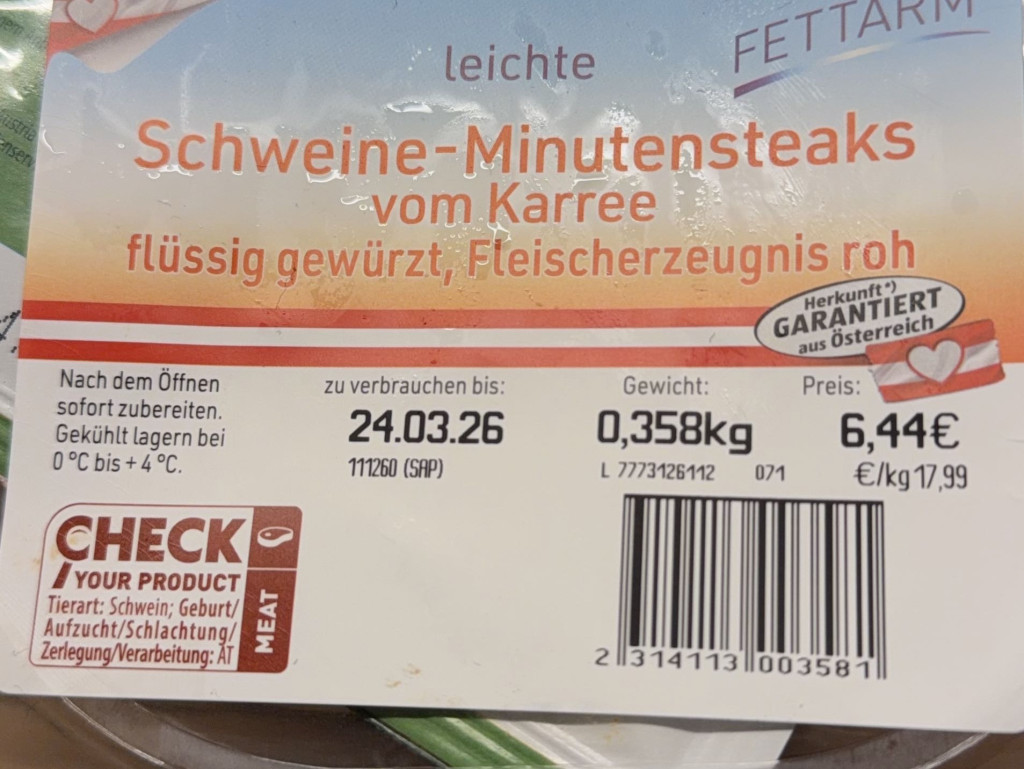 FETTARM
leichte
Schweine-Minutensteaks
vom Karree
flüssig gewürzt, Fleischerzeugnis roh
Herkunft*)
GARANTIERT
aus Österreich
Nach dem Öffnen
sofort zubereiten.
Gekühlt lagern bei
0 °C bis + 4 °C.
zu verbrauchen bis:
24.03.26
111260 (SAP)
Gewicht:
0,358kg
L 7773126112 071
Preis:
6,44€
€/kg 17,99
CHECK
YOUR PRODUCT
Tierart: Schwein; Geburt/
Aufzucht/Schlachtung/
Zerlegung/Verarbeitung: AT
MEAT
2 314113 003581